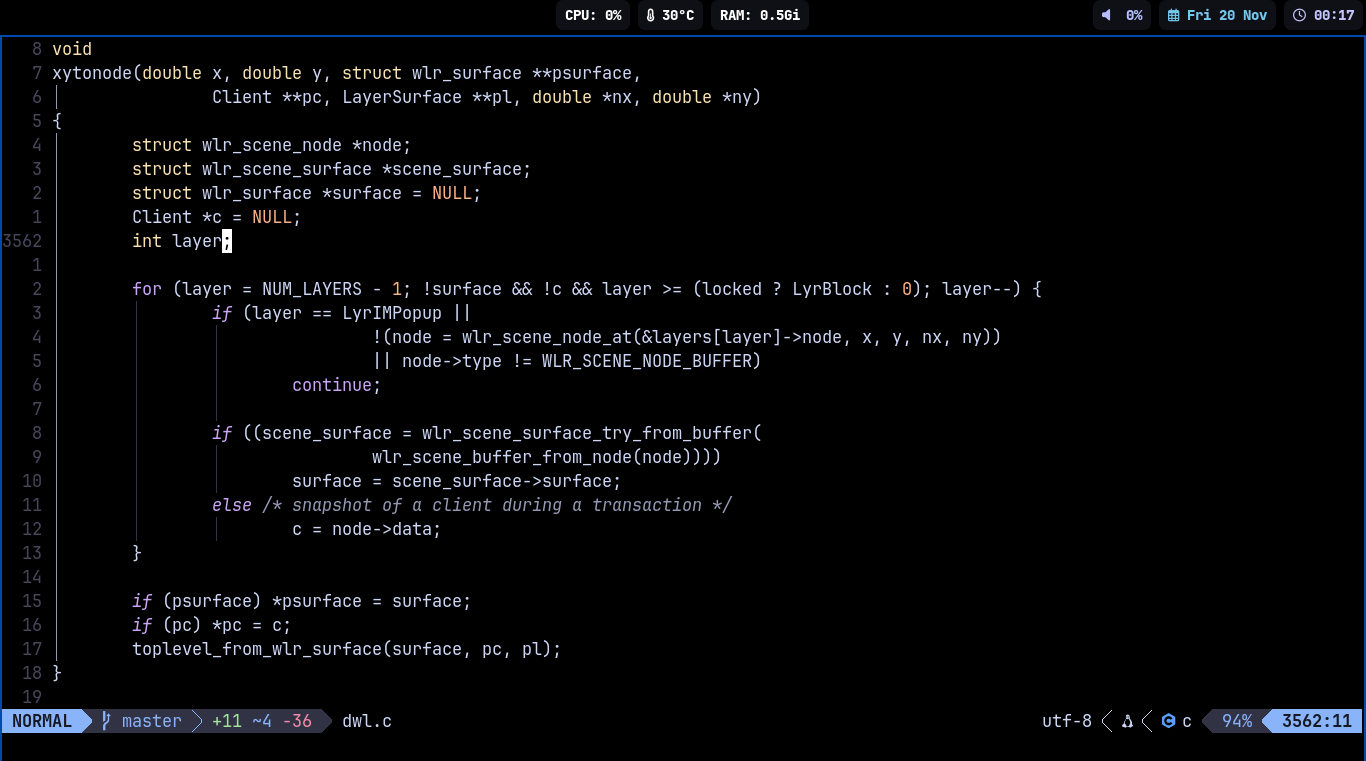 CPU: 0% 30°C RAM: 0.5Gi 0% Fri 20 Nov 00:17
8 void
7 xytonode(double x, double y, struct wlr_surface **psurface,
6 Client **pc, LayerSurface **pl, double *nx, double *ny)
5 {
4 struct wlr_scene_node *node;
3 struct wlr_scene_surface *scene_surface;
2 struct wlr_surface *surface = NULL;
1 Client *c = NULL;
3562 int layer;
1
2 for (layer = NUM_LAYERS - 1; !surface && !c && layer >= (locked ? LyrBlock : 0); layer--) {
3 if (layer == LyrIMPopup ||
4 !(node = wlr_scene_node_at(&layers[layer]->node, x, y, nx, ny))
5 || node->type != WLR_SCENE_NODE_BUFFER)
6 continue;
7
8 if ((scene_surface = wlr_scene_surface_try_from_buffer(
9 wlr_scene_buffer_from_node(node))))
10 surface = scene_surface->surface;
11 else /* snapshot of a client during a transaction */
12 c = node->data;
13 }
14
15 if (psurface) *psurface = surface;
16 if (pc) *pc = c;
17 toplevel_from_wlr_surface(surface, pc, pl);
18 }
19
NORMAL master +11 ~4 -36 dwl.c utf-8 c 94% 3562:11